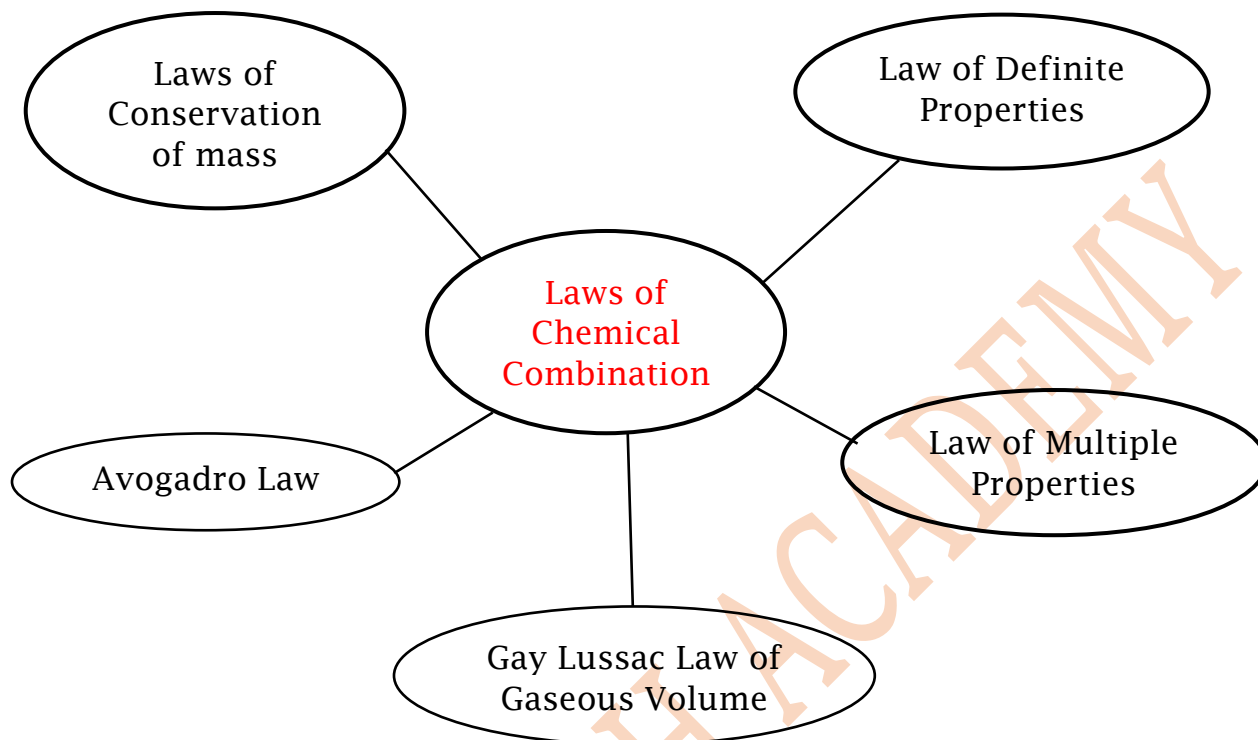 Laws of
Conservation
of mass
Law of Definite
Properties
Laws of
Chemical
Combination
Avogadro Law
Law of Multiple
Properties
Gay Lussac Law of
Gaseous Volume
H ACADEMY